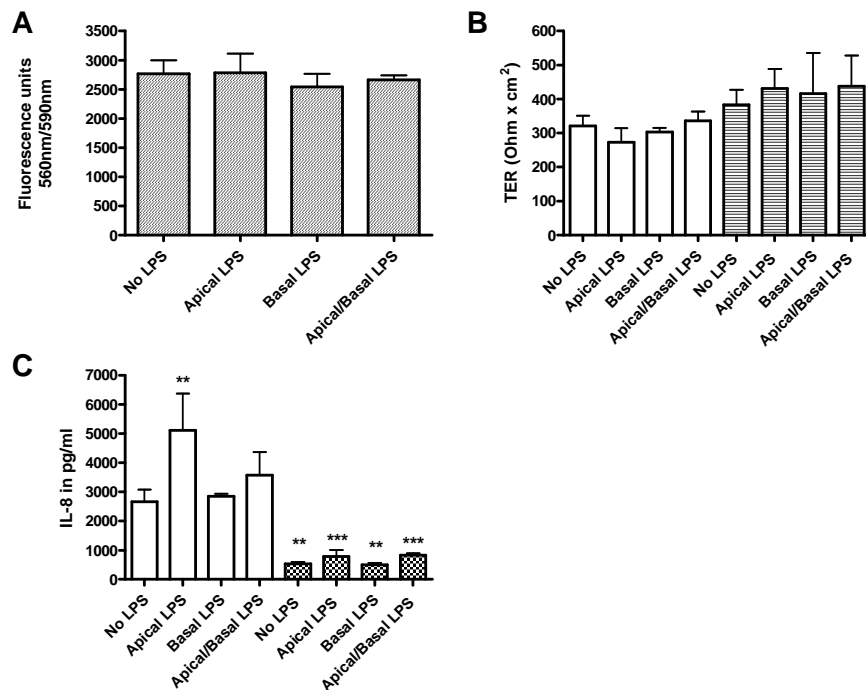 A
Fluorescence units
560nm/590nm
3500
3000
2500
2000
1500
1000
500
0
No LPS
Apical LPS
Basal LPS
Apical/Basal LPS
B
TER (Ohm x cm²)
600
500
400
300
200
100
0
No LPS
Apical LPS
Basal LPS
Apical/Basal LPS
No LPS
Apical LPS
Basal LPS
Apical/Basal LPS
C
IL-8 in pg/ml
7000
6000
5000
4000
3000
2000
1000
0
**
**
***
**
***
No LPS
Apical LPS
Basal LPS
Apical/Basal LPS
No LPS
Apical LPS
Basal LPS
Apical/Basal LPS